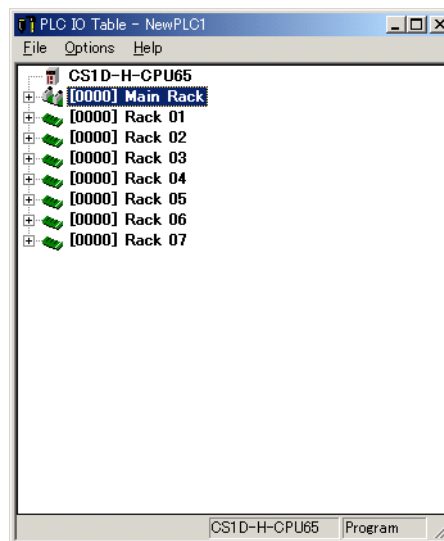 PLC IO Table - NewPLC1
File Options Help
CS1D-H-CPU65
[0000] Main Rack
[0000] Rack 01
[0000] Rack 02
[0000] Rack 03
[0000] Rack 04
[0000] Rack 05
[0000] Rack 06
[0000] Rack 07
CS1D-H-CPU65 Program